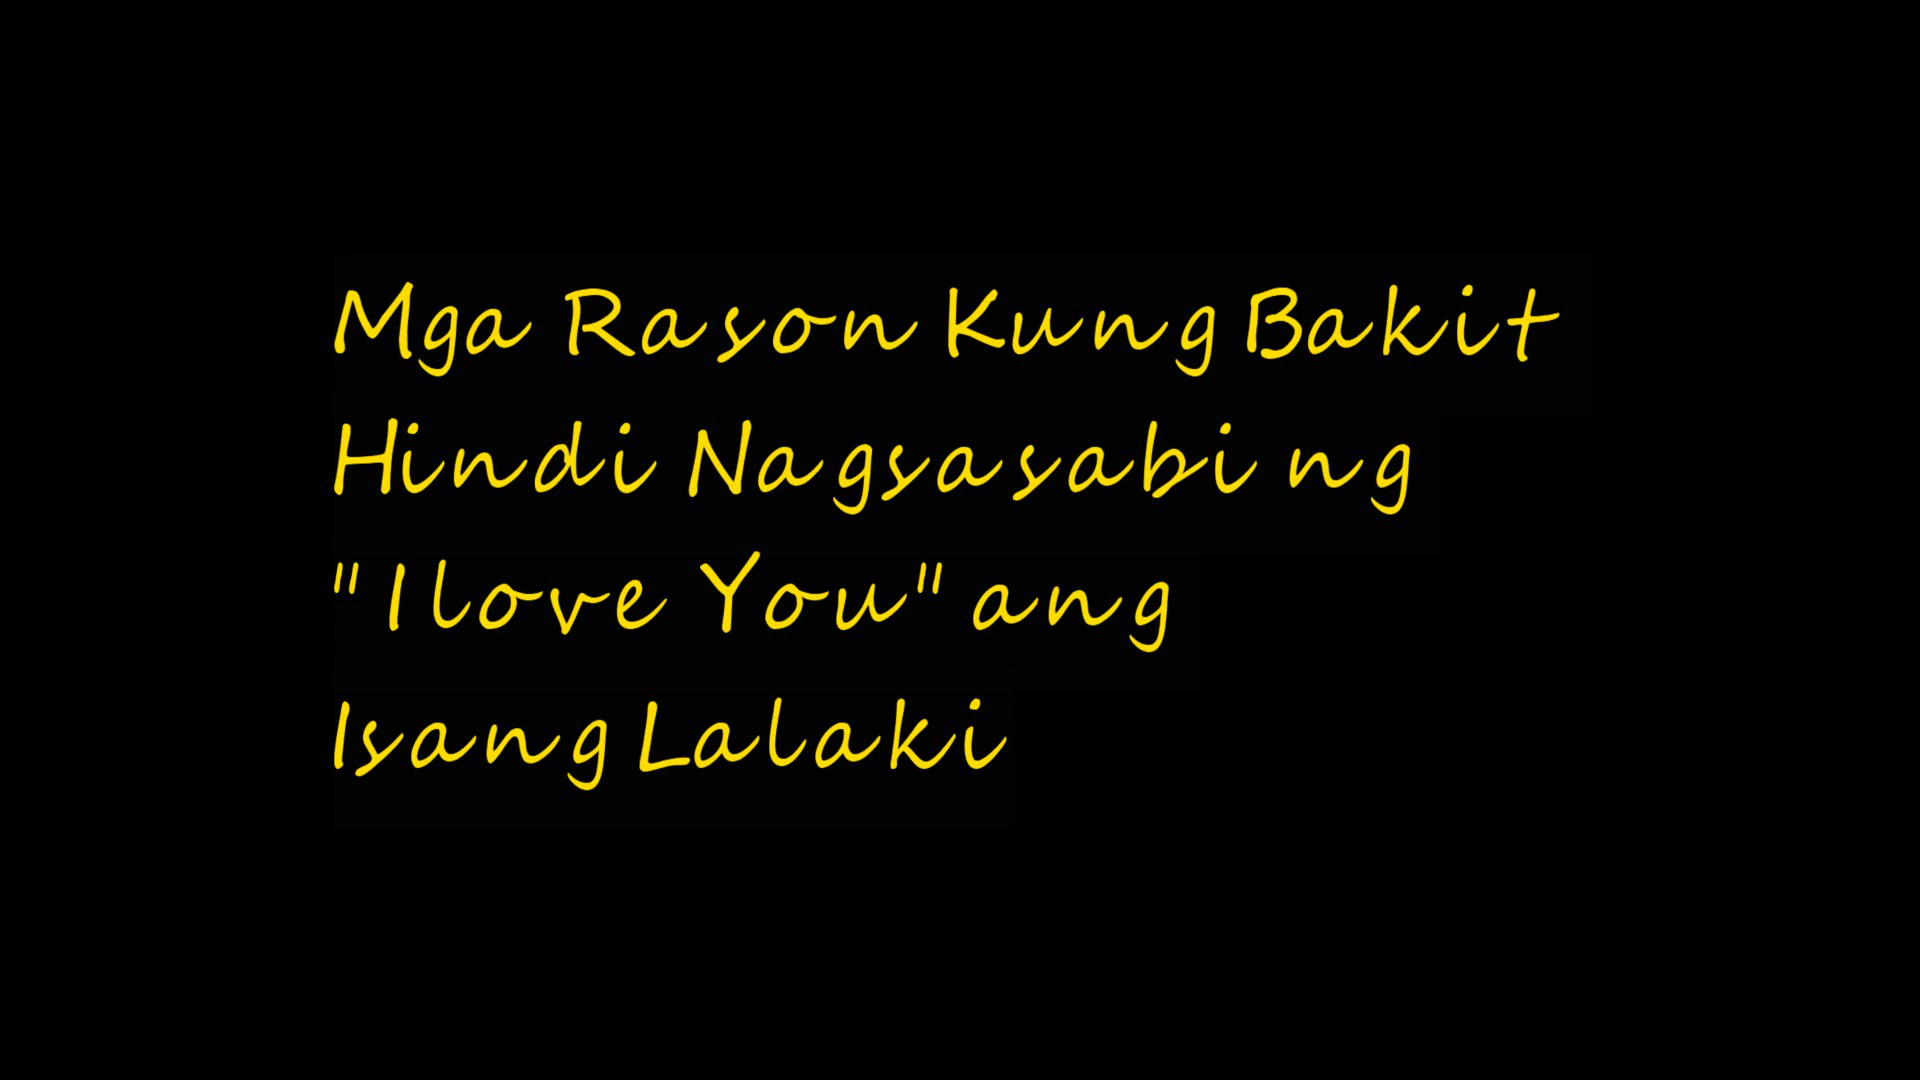 Mga Rason Kung Bakit
Hindi Nagsasabi ng
"I love You" ang
Isang Lalaki